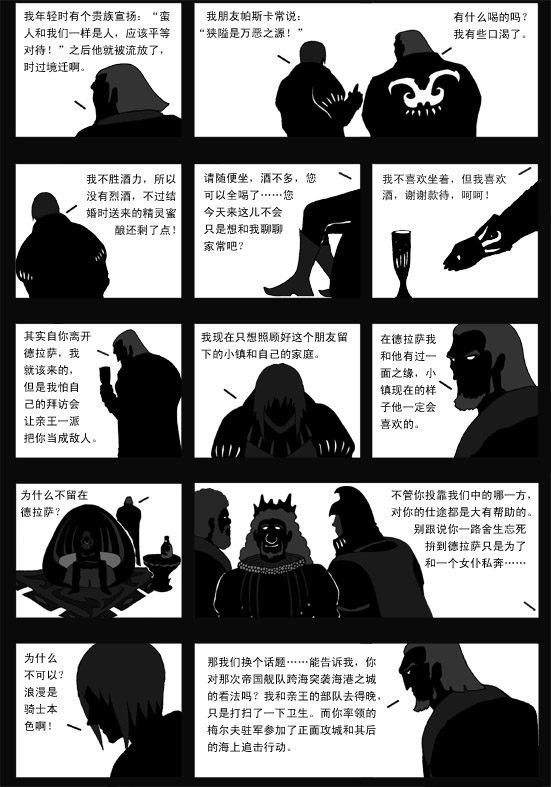 我年轻时有个贵族宣扬：“蛮
人和我们一样是人，应该平等
对待！”之后他就被流放了，
时过境迁啊。
我朋友帕斯卡常说：
“狭隘是万恶之源！”
有什么喝的吗？
我有些口渴了。
我不胜酒力，所以
没有烈酒，不过结
婚时送来的精灵蜜
酿还剩了点！
请随便坐，酒不多，您
可以全喝了……您
今天来这儿不会
只是想和我聊聊
家常吧？
我不喜欢坐着，但我喜欢
酒，谢谢款待，呵呵！
其实自你离开
德拉萨，我
就该来的，
但是我怕自
己的拜访会
让亲王一派
把你当成敌人。
我现在只想照顾好这个朋友留
下的小镇和自己的家庭。
在德拉萨我
和他有过一
面之缘，小
镇现在的样
子他一定会
喜欢的。
为什么不留在
德拉萨？
不管你投靠我们中的哪一方，
对你的仕途都是大有帮助的。
别跟说你一路舍生忘死
拚到德拉萨只是为了
和一个女仆私奔……
为什么
不可以？
浪漫是
骑士本
色啊！
那我们换个话题……能告诉我，你
对那次帝国舰队跨海突袭海港之城
的看法吗？我和亲王的部队去得晚，
只是打扫了一下卫生。而你率领的
梅尔夫驻军参加了正面攻城和其后
的海上追击行动。